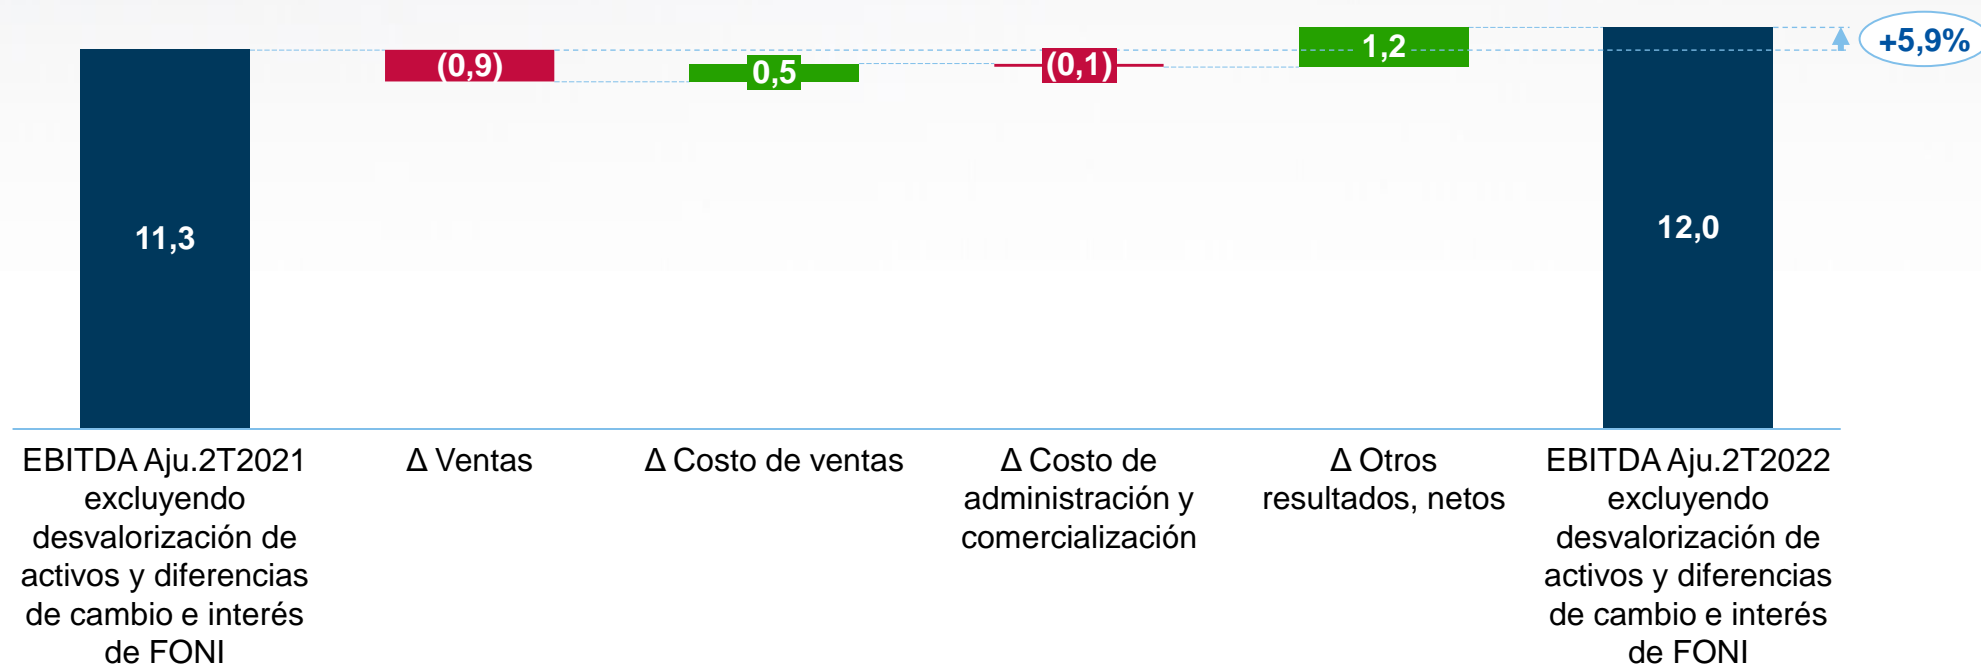 +5,9%
(0,9)
0,5
(0,1)
1,2
11,3
12,0
EBITDA Aju.2T2021
excluyendo
desvalorización de
activos y diferencias
de cambio e interés
de FONI
Δ Ventas
Δ Costo de ventas
Δ Costo de
administración y
comercialización
Δ Otros
resultados, netos
EBITDA Aju.2T2022
excluyendo
desvalorización de
activos y diferencias
de cambio e interés
de FONI